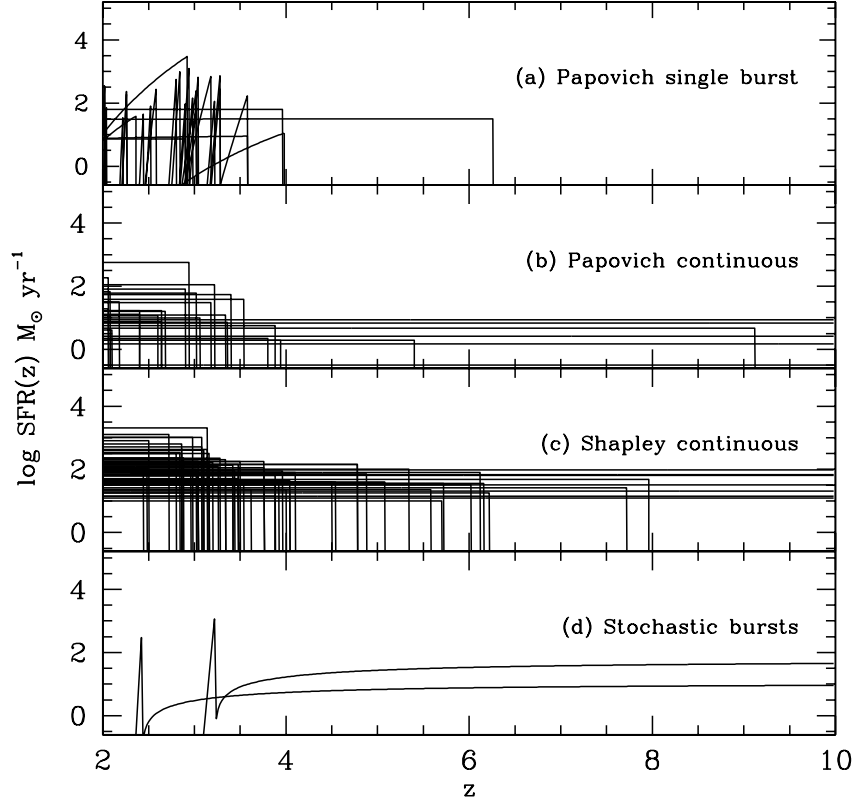 4
(a) Papovich single burst
2
0
4
(b) Papovich continuous
2
0
log SFR(z) M⊙ yr⁻¹
4
(c) Shapley continuous
2
0
4
(d) Stochastic bursts
2
0
2 4 6 8 10
z